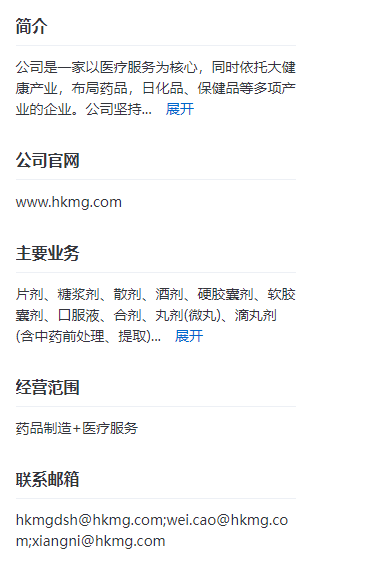 简介
公司是一家以医疗服务为核心，同时依托大健
康产业，布局药品，日化品、保健品等多项产
业的企业。公司坚持... 展开
公司官网
www.hkmg.com
主要业务
片剂、糖浆剂、散剂、酒剂、硬胶囊剂、软胶
囊剂、口服液、合剂、丸剂(微丸)、滴丸剂
(含中药前处理、提取)... 展开
经营范围
药品制造+医疗服务
联系邮箱
hkmgdsh@hkmg.com;wei.cao@hkmg.co
m;xiangni@hkmg.com